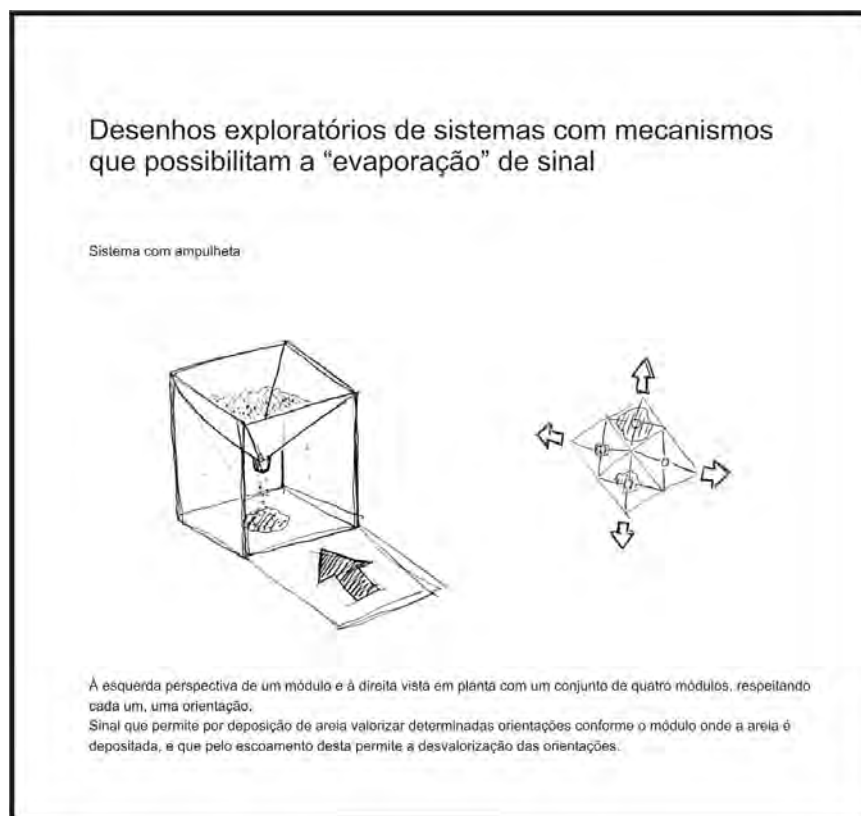 Desenhos exploratórios de sistemas com mecanismos
que possibilitam a “evaporação” de sinal
Sistema com ampulheta
À esquerda perspectiva de um módulo e à direita vista em planta com um conjunto de quatro módulos, respeitando
cada um, uma orientação.
Sinal que permite por deposição de areia valorizar determinadas orientações conforme o módulo onde a areia é
depositada, e que pelo escoamento desta permite a desvalorização das orientações.